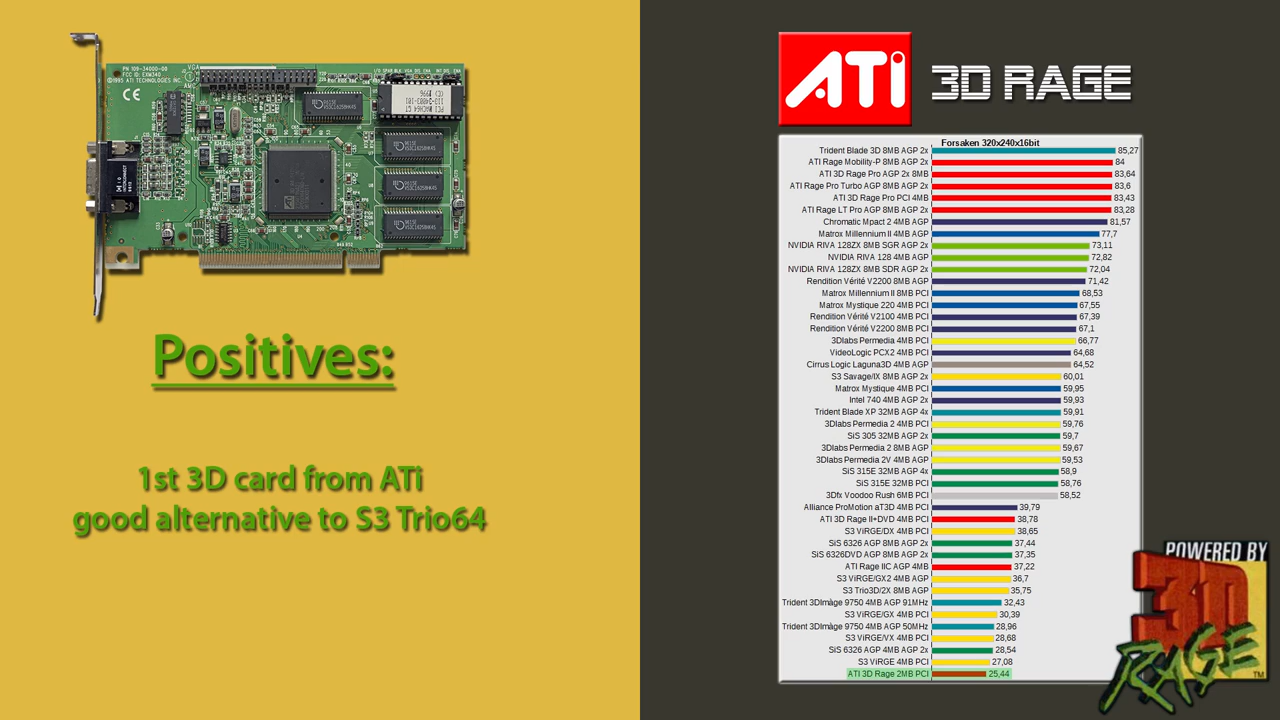 PN 109-34000-00
FCC ID: EXM340
©1995 ATI TECHNOLOGIES INC.
VGA
CE
Positives:
1st 3D card from ATi
good alternative to S3 Trio64
ATI 3D RAGE
Forsaken 320x240x16bit
Trident Blade 3D 8MB AGP 2x 85,27
ATI Rage Mobility-P 8MB AGP 2x 84
ATI 3D Rage Pro AGP 2x 8MB 83,64
ATI Rage Pro Turbo AGP 8MB AGP 2x 83,6
ATI 3D Rage Pro PCI 4MB 83,43
ATI Rage LT Pro AGP 8MB AGP 2x 83,28
Chromatic Mpact 2 4MB AGP 81,57
Matrox Millennium II 4MB AGP 77,7
NVIDIA RIVA 128ZX 8MB SGR AGP 2x 73,11
NVIDIA RIVA 128 4MB AGP 72,82
NVIDIA RIVA 128ZX 8MB SDR AGP 2x 72,04
Rendition Vérité V2200 8MB AGP 71,42
Matrox Millennium II 8MB PCI 68,53
Matrox Mystique 220 4MB PCI 67,55
Rendition Vérité V2100 4MB PCI 67,39
Rendition Vérité V2200 8MB PCI 67,1
3Dlabs Permedia 4MB PCI 66,77
VideoLogic PCX2 4MB PCI 64,68
Cirrus Logic Laguna3D 4MB AGP 64,52
S3 Savage/IX 8MB AGP 2x 60,01
Matrox Mystique 4MB PCI 59,95
Intel 740 4MB AGP 2x 59,93
Trident Blade XP 32MB AGP 4x 59,91
3Dlabs Permedia 2 4MB PCI 59,76
SiS 305 32MB AGP 2x 59,7
3Dlabs Permedia 2 8MB AGP 59,67
3Dlabs Permedia 2V 4MB AGP 59,53
SiS 315E 32MB AGP 4x 58,9
SiS 315E 32MB PCI 58,76
3Dfx Voodoo Rush 6MB PCI 58,52
Alliance ProMotion aT3D 4MB PCI 39,79
ATI 3D Rage II+DVD 4MB PCI 38,78
S3 ViRGE/DX 4MB PCI 38,65
SiS 6326 AGP 8MB AGP 2x 37,44
SiS 6326DVD AGP 8MB AGP 2x 37,35
ATI Rage IIC AGP 4MB 37,22
S3 ViRGE/GX2 4MB AGP 36,7
S3 Trio3D/2X 8MB AGP 35,75
Trident 3DImàge 9750 4MB AGP 91MHz 32,43
S3 ViRGE/GX 4MB PCI 30,39
Trident 3DImàge 9750 4MB AGP 50MHz 28,96
S3 ViRGE/VX 4MB PCI 28,68
SiS 6326 AGP 4MB AGP 2x 28,54
S3 ViRGE 4MB PCI 27,08
ATI 3D Rage 2MB PCI 25,44
POWERED BY
3D
RAGE
TM